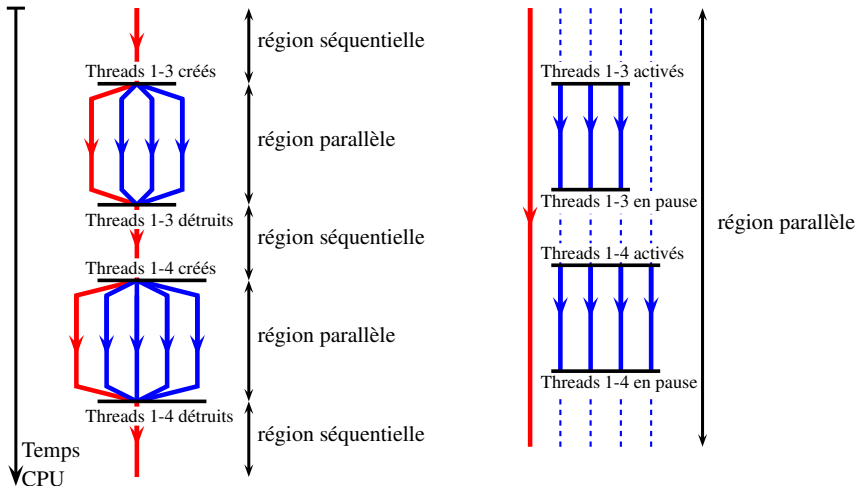 région séquentielle
Threads 1-3 créés
région parallèle
Threads 1-3 détruits
région séquentielle
Threads 1-4 créés
région parallèle
Threads 1-4 détruits
région séquentielle
Temps
CPU
Threads 1-3 activés
Threads 1-3 en pause
région parallèle
Threads 1-4 activés
Threads 1-4 en pause